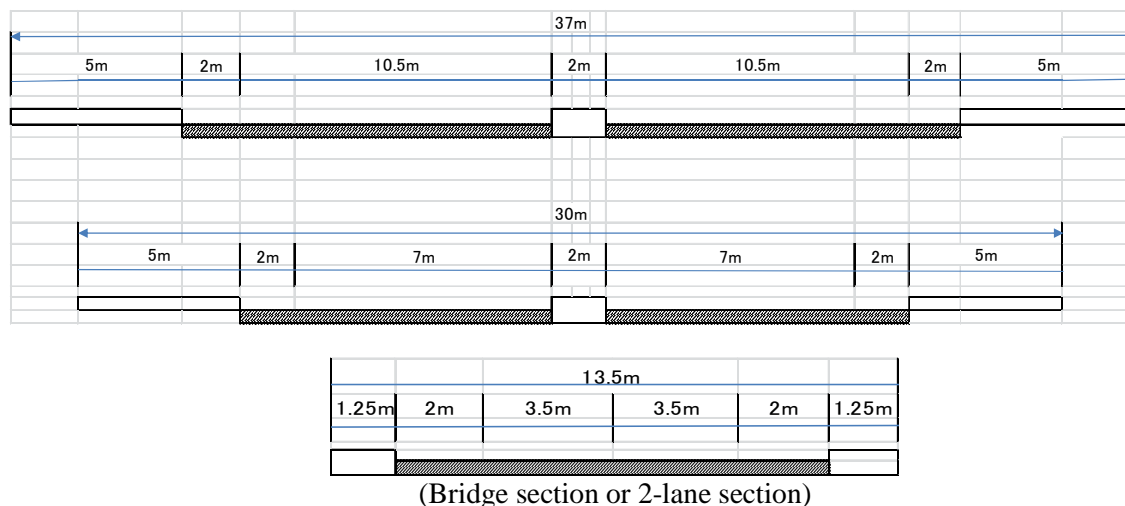 37m
5m 2m 10.5m 2m 10.5m 2m 5m
30m
5m 2m 7m 2m 7m 2m 5m
13.5m
1.25m 2m 3.5m 3.5m 2m 1.25m
(Bridge section or 2-lane section)